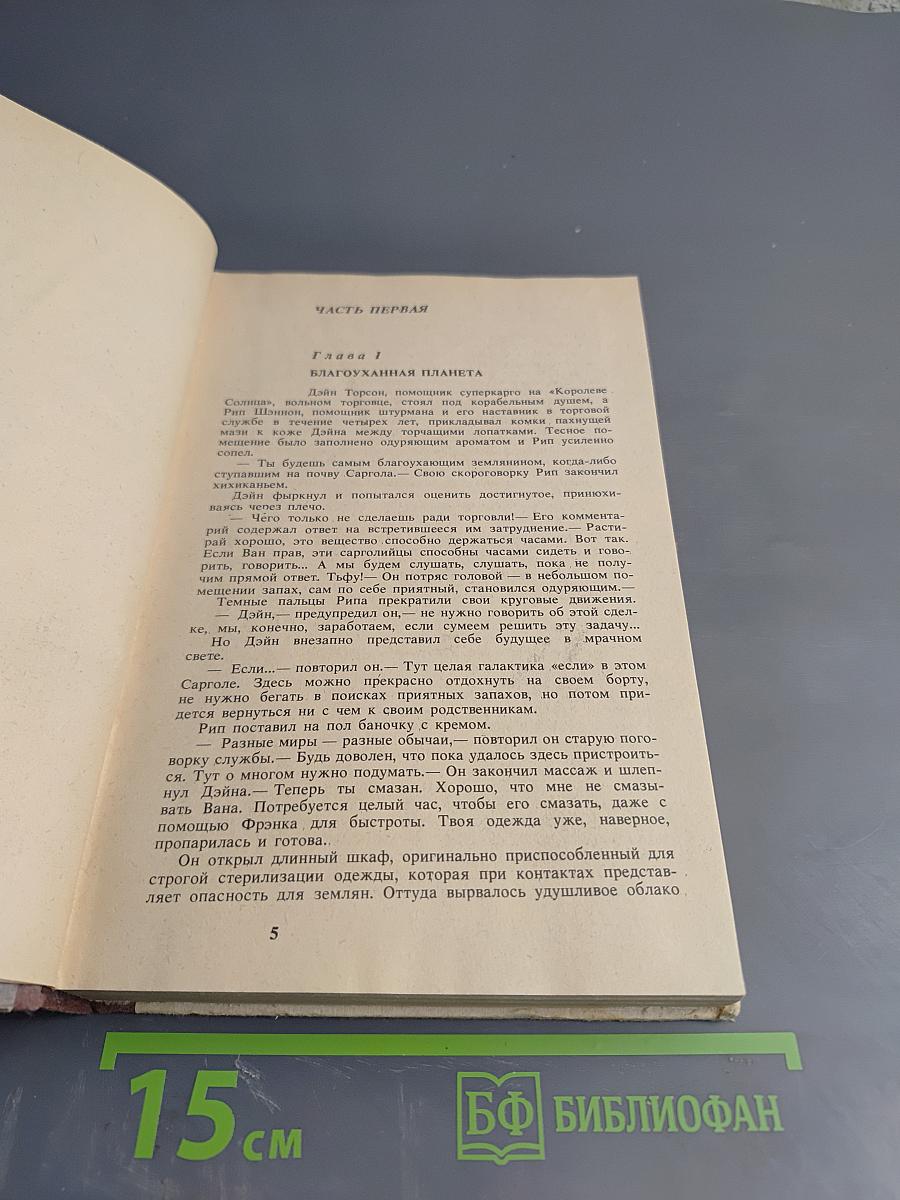 ЧАСТЬ ПЕРВАЯ
Глава I
БЛАГОУХАННАЯ ПЛАНЕТА
Дэйн Торсон, помощник суперкарго на «Королеве
Солнца», вольном торговце, стоял под корабельным душем, а
Рип Шэннон, помощник штурмана и его наставник в торговой
службе в течение четырех лет, прикладывал комки пахнущей
мази к коже Дэйна между торчащими лопатками. Тесное по-
мещение было заполнено одуряющим ароматом и Рип усиленно
сопел.
— Ты будешь самым благоухающим землянином, когда-либо
ступавшим на почву Саргола.— Свою скороговорку Рип закончил
хихиканьем.
Дэйн фыркнул и попытался оценить достигнутое, принюхи-
ваясь через плечо.
— Чего только не сделаешь ради торговли!— Его коммента-
рий содержал ответ на встретившееся им затруднение.— Расти-
рай хорошо, это вещество способно держаться часами. Вот так.
Если Ван прав, эти сарголийцы способны часами сидеть и гово-
рить, говорить... А мы будем слушать, слушать, пока не полу-
чим прямой ответ. Тьфу!— Он потряс головой — в небольшом по-
мещении запах, сам по себе приятный, становился одуряющим.—
Темные пальцы Рипа прекратили свои круговые движения.
— Дэйн,— предупредил он,— не нужно говорить об этой сдел-
ке, мы, конечно, заработаем, если сумеем решить эту задачу...
Но Дэйн внезапно представил себе будущее в мрачном
свете.
— Если...— повторил он.— Тут целая галактика «если» в этом
Сарголе. Здесь можно прекрасно отдохнуть на своем борту,
не нужно бегать в поисках приятных запахов, но потом при-
дется вернуться ни с чем к своим родственникам.
Рип поставил на пол баночку с кремом.
— Разные миры — разные обычаи,— повторил он старую пого-
ворку службы.— Будь доволен, что пока удалось здесь пристроить-
ся. Тут о многом нужно подумать.— Он закончил массаж и шлеп-
нул Дэйна.— Теперь ты смазан. Хорошо, что мне не смазы-
вать Вана. Потребуется целый час, чтобы его смазать, даже с
помощью Фрэнка для быстроты. Твоя одежда уже, наверное,
пропарилась и готова.
Он открыл длинный шкаф, оригинально приспособленный для
строгой стерилизации одежды, которая при контактах представ-
ляет опасность для землян. Оттуда вырвалось удушливое облако
5
15 см
БФ БИБЛИОФАН